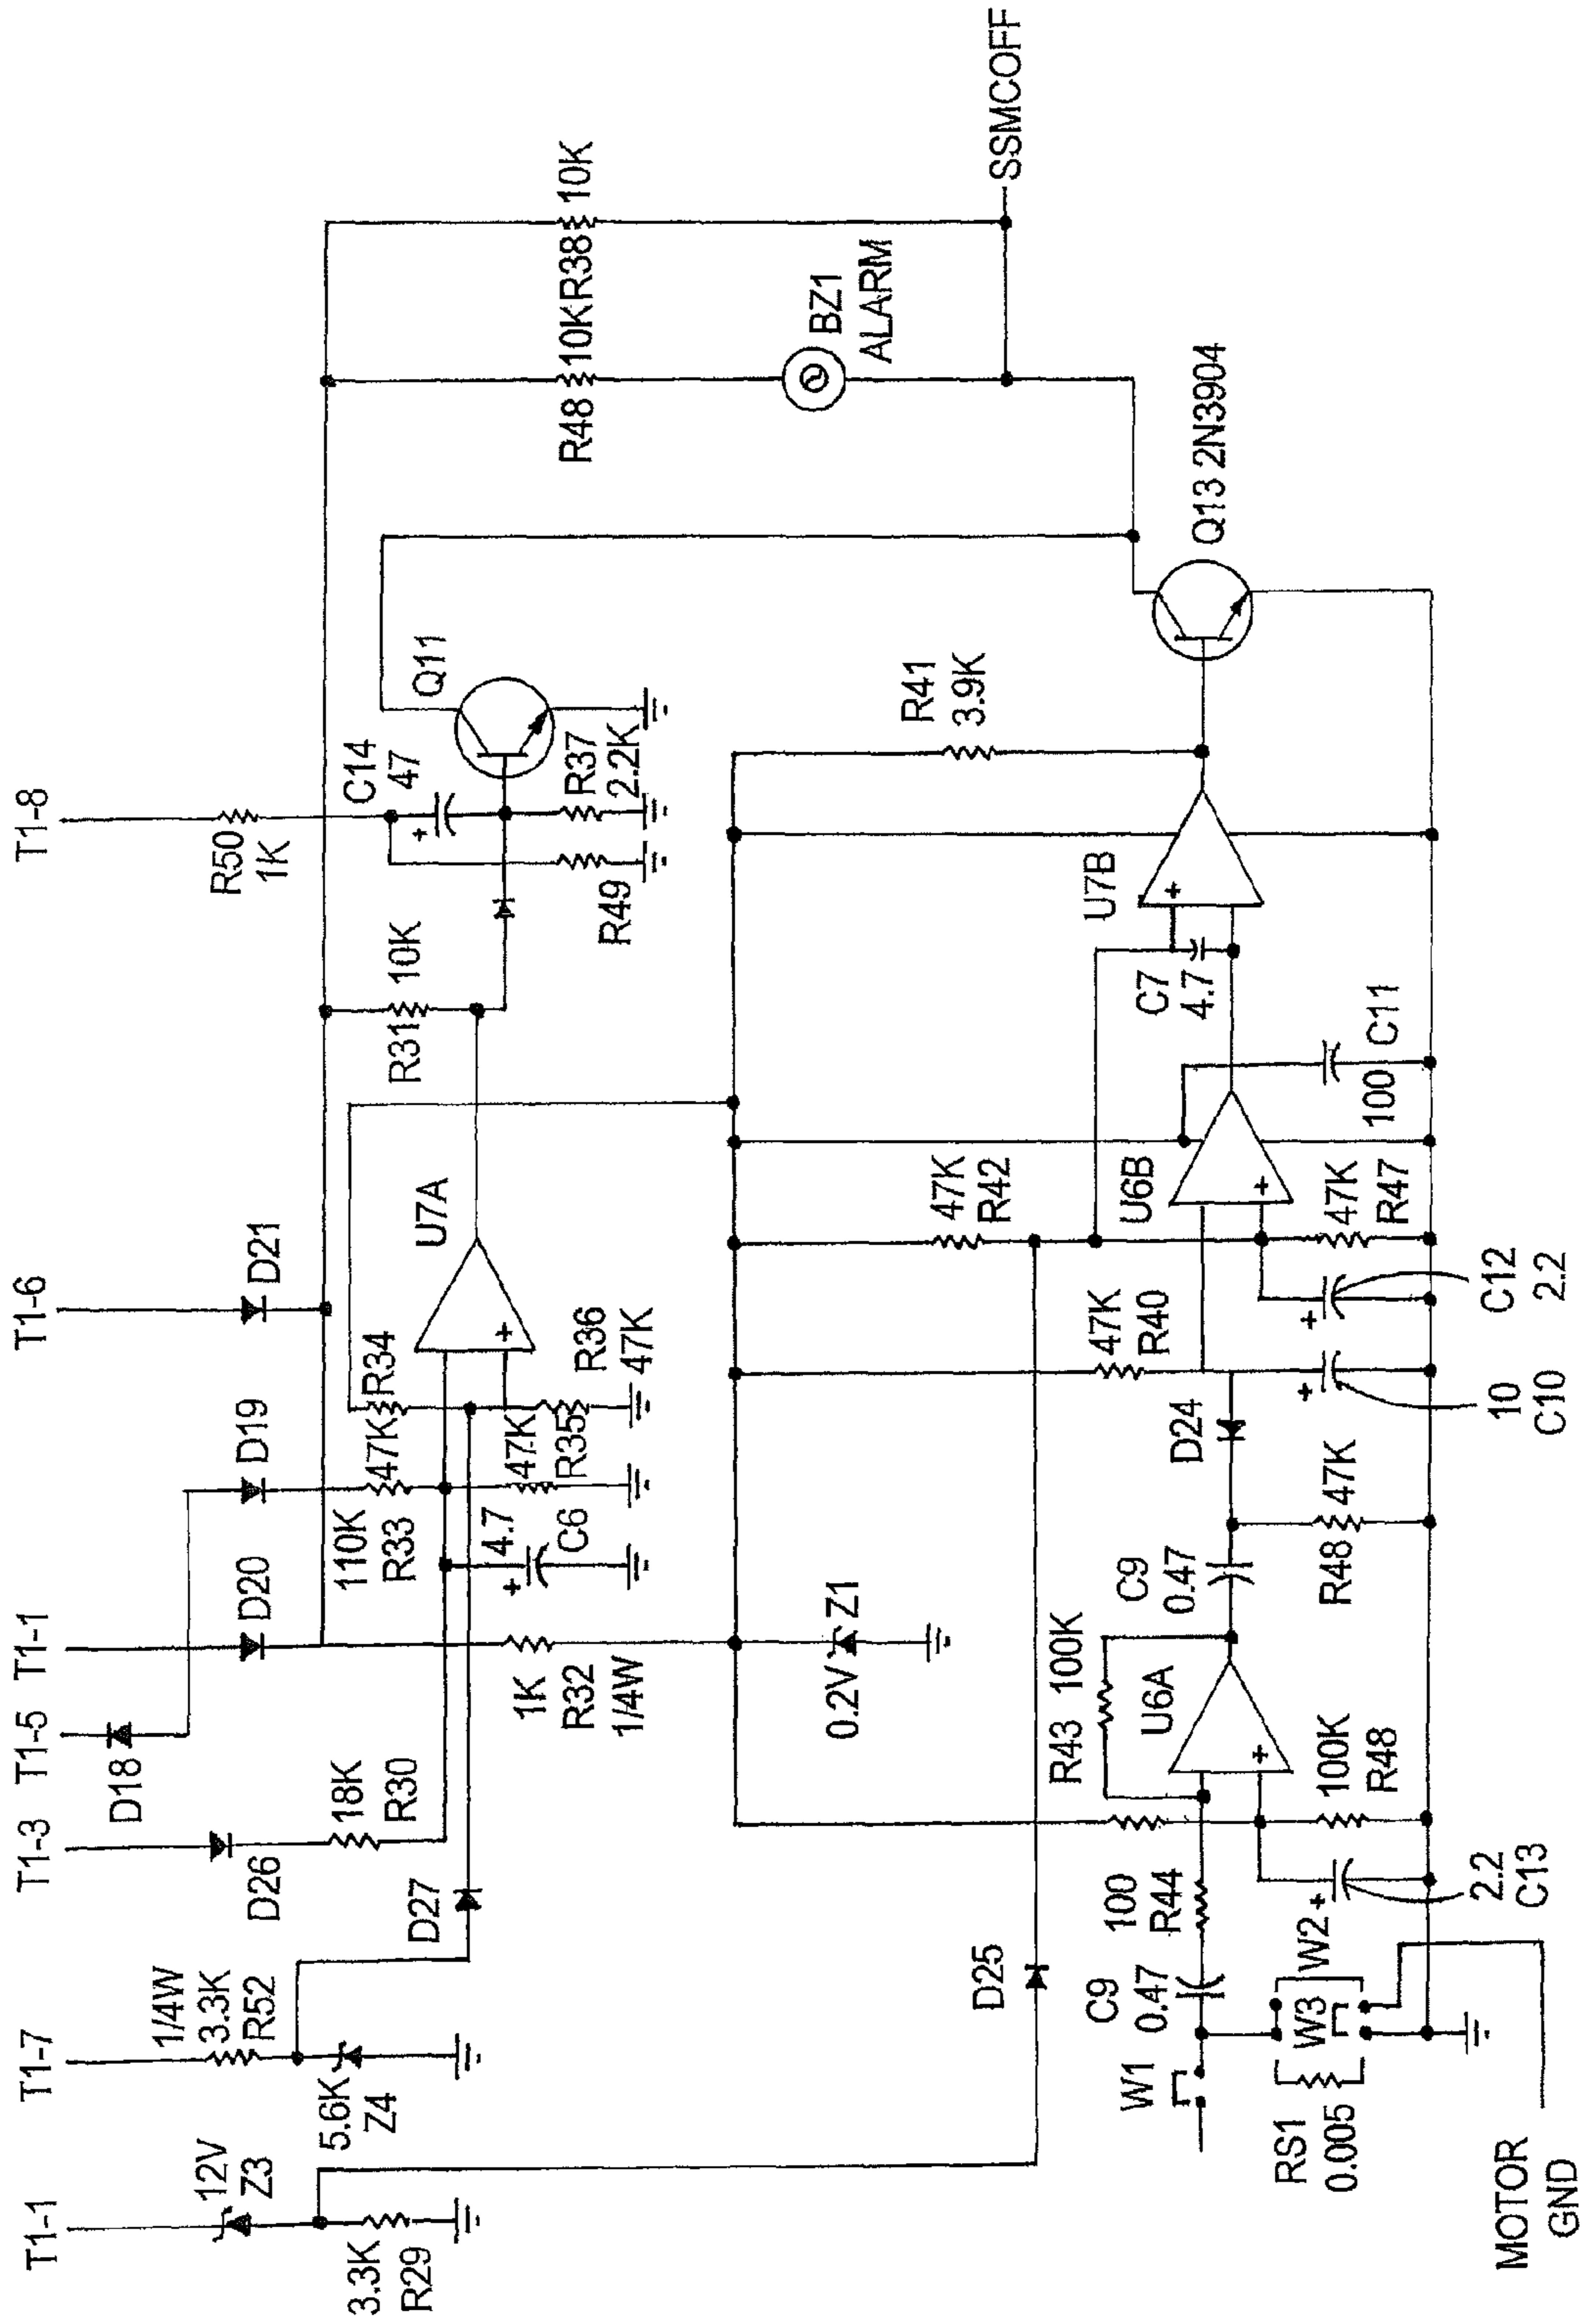 T1-1
T1-7
T1-3
T1-5
T1-1
T1-6
T1-8
12V
Z3
3.3K
R29
1/4W
3.3K
R52
5.6K
Z4
D27
D26
18K
R30
D18
D20
D19
D21
110K
R33
4.7
C6
47K
R34
47K
R35
R36
47K
U7A
1K
R32
1/4W
0.2V
Z1
R31
10K
R50
1K
C14
47
R49
R37
2.2K
Q11
R48
10K
R38
10K
BZ1
ALARM
SSMCOFF
D25
W1
C9
0.47
100
R44
RS1
0.005
W3
W2
MOTOR
GND
2.2
C13
R43
100K
U6A
100K
R48
C9
0.47
R48
47K
D24
47K
R40
10
C10
C12
2.2
47K
R42
U6B
47K
R47
100
C11
C7
4.7
U7B
R41
3.9K
Q13 2N3904